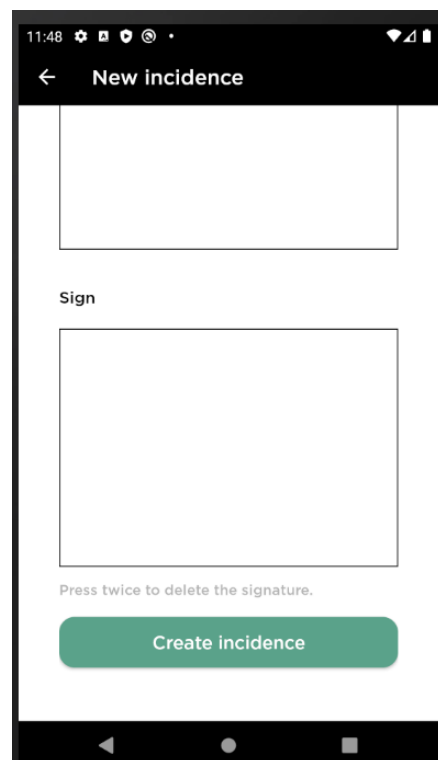 11:48
New incidence
Sign
Press twice to delete the signature.
Create incidence